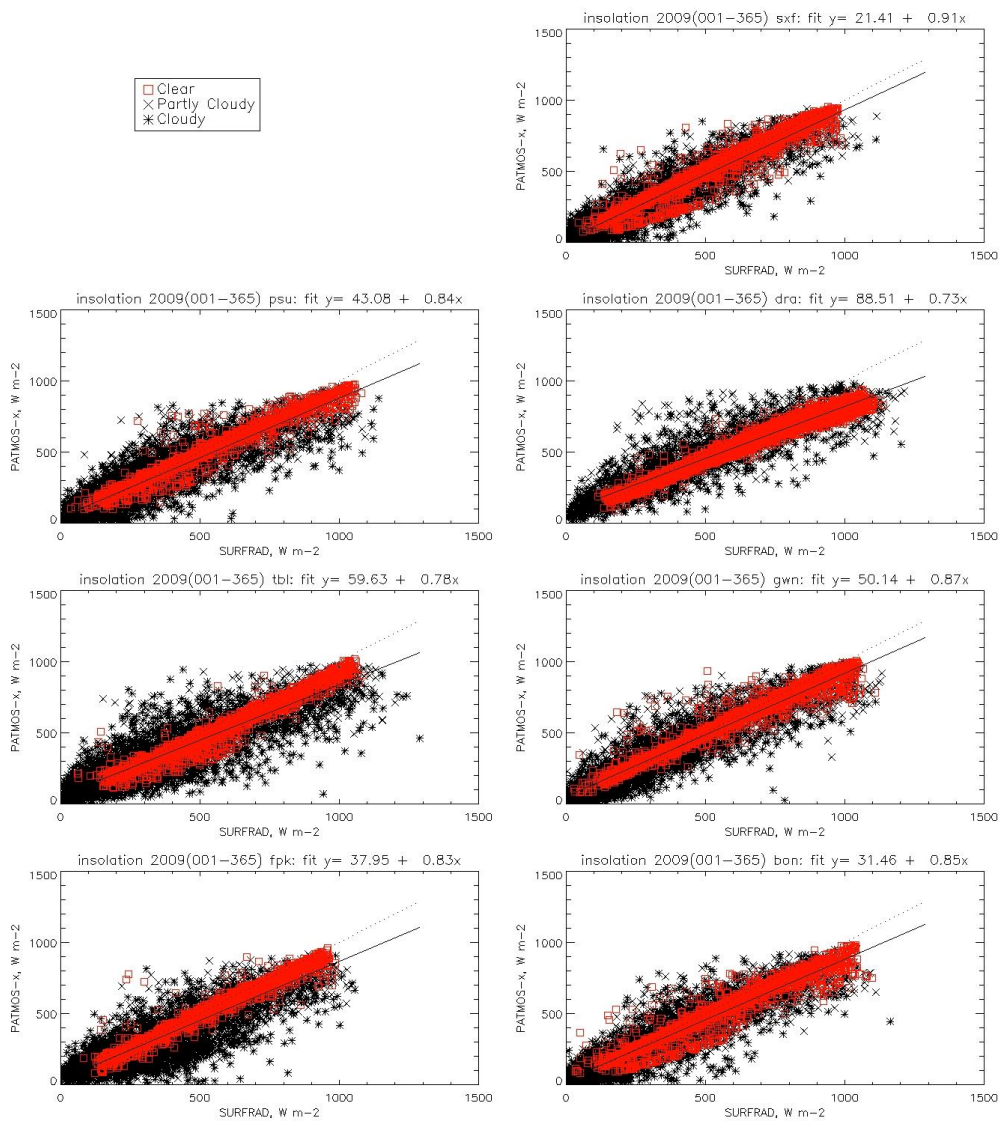 insolation 2009(001-365) sxf: fit y= 21.41 + 0.91x
1500
1000
500
0
PATMOS-x, W m-2
0 500 1000 1500
SURFRAD, W m-2
Clear
Partly Cloudy
Cloudy
insolation 2009(001-365) psu: fit y= 43.08 + 0.84x
1500
1000
500
0
PATMOS-x, W m-2
0 500 1000 1500
SURFRAD, W m-2
insolation 2009(001-365) dra: fit y= 88.51 + 0.73x
1500
1000
500
0
PATMOS-x, W m-2
0 500 1000 1500
SURFRAD, W m-2
insolation 2009(001-365) tbl: fit y= 59.63 + 0.78x
1500
1000
500
0
PATMOS-x, W m-2
0 500 1000 1500
SURFRAD, W m-2
insolation 2009(001-365) gwn: fit y= 50.14 + 0.87x
1500
1000
500
0
PATMOS-x, W m-2
0 500 1000 1500
SURFRAD, W m-2
insolation 2009(001-365) fpk: fit y= 37.95 + 0.83x
1500
1000
500
0
PATMOS-x, W m-2
0 500 1000 1500
SURFRAD, W m-2
insolation 2009(001-365) bon: fit y= 31.46 + 0.85x
1500
1000
500
0
PATMOS-x, W m-2
0 500 1000 1500
SURFRAD, W m-2